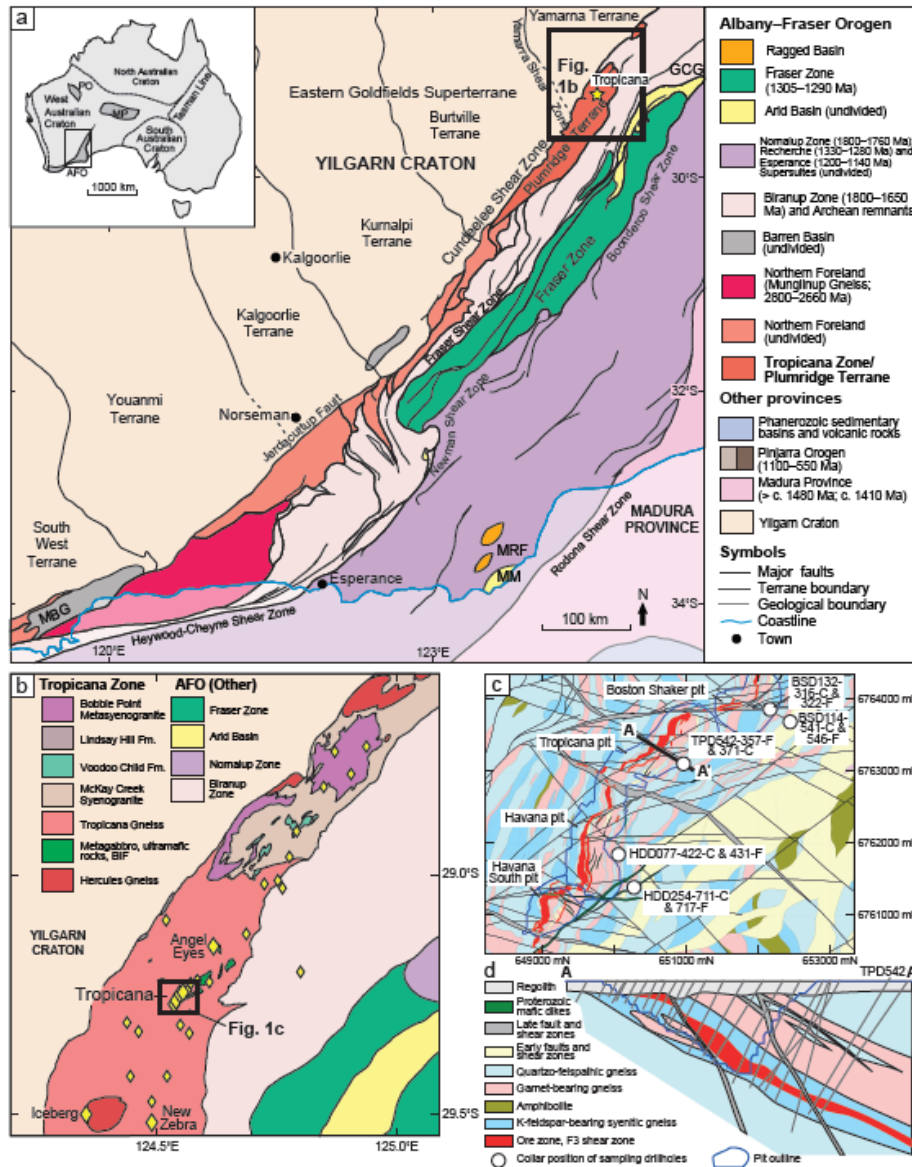 a
North Australian
Craton
West
Australian
Craton
PO
MP
South
Australian
Craton
Tasman Line
AFO
1000 km
Yamarna Terrane
Yamarna Shear Zone
Fig.
1b
Tropicana
GCG
Eastern Goldfields Superterrane
Burtville
Terrane
YILGARN CRATON
Plumridge Terrane
Cundeelee Shear Zone
30°S
Kurnalpi
Terrane
Kalgoorlie
Fraser Zone
Boonderoo Shear Zone
Fraser Shear Zone
Kalgoorlie
Terrane
32°S
Youanmi
Terrane
Norseman
Jerdacuttup Fault
Newman Shear Zone
MADURA
PROVINCE
South
West
Terrane
MRF
MM
Rodona Shear Zone
Esperance
MBG
Heywood-Cheyne Shear Zone
100 km
N
34°S
120°E
123°E
Albany–Fraser Orogen
Ragged Basin
Fraser Zone
(1305–1290 Ma)
Arid Basin (undivided)
Nornalup Zone (1800–1760 Ma)
Recherche (1330–1280 Ma) and
Esperance (1200–1140 Ma)
Supersuites (undivided)
Biranup Zone (1800–1650
Ma) and Archean remnants
Barren Basin
(undivided)
Northern Foreland
(Munglinup Gneiss;
2800–2660 Ma)
Northern Foreland
(undivided)
Tropicana Zone/
Plumridge Terrane
Other provinces
Phanerozoic sedimentary
basins and volcanic rocks
Pinjarra Orogen
(1100–550 Ma)
Madura Province
(> c. 1480 Ma; c. 1410 Ma)
Yilgarn Craton
Symbols
Major faults
Terrane boundary
Geological boundary
Coastline
Town
b
Tropicana Zone
Bobbie Point
Metasyenogranite
Lindsay Hill Fm.
Voodoo Child Fm.
McKay Creek
Syenogranite
Tropicana Gneiss
Metagabbro, ultramafic
rocks, BIF
Hercules Gneiss
AFO (Other)
Fraser Zone
Arid Basin
Nornalup Zone
Biranup
Zone
29.0°S
YILGARN
CRATON
Angel
Eyes
Tropicana
Fig. 1c
Iceberg
New
Zebra
29.5°S
124.5°E
125.0°E
c
Boston Shaker pit
BSD132-
316-C &
322-F
6764000 mN
BSD114-
541-C &
546-F
Tropicana pit
A
TPD542-357-F
& 371-C
A'
6763000 mN
Havana pit
HDD077-422-C & 431-F
6762000 mN
Havana
South pit
HDD254-711-C
& 717-F
6761000 mN
649000 mN
651000 mN
653000 mN
d
A
TPD542
A'
Regolith
Proterozoic
mafic dikes
Late fault and
shear zones
Early faults and
shear zones
Quartzo-felspathic gneiss
Garnet-bearing gneiss
Amphibolite
K-feldspar-bearing syenitic gneiss
Ore zone, F3 shear zone
Collar position of sampling drillholes
Pit outline